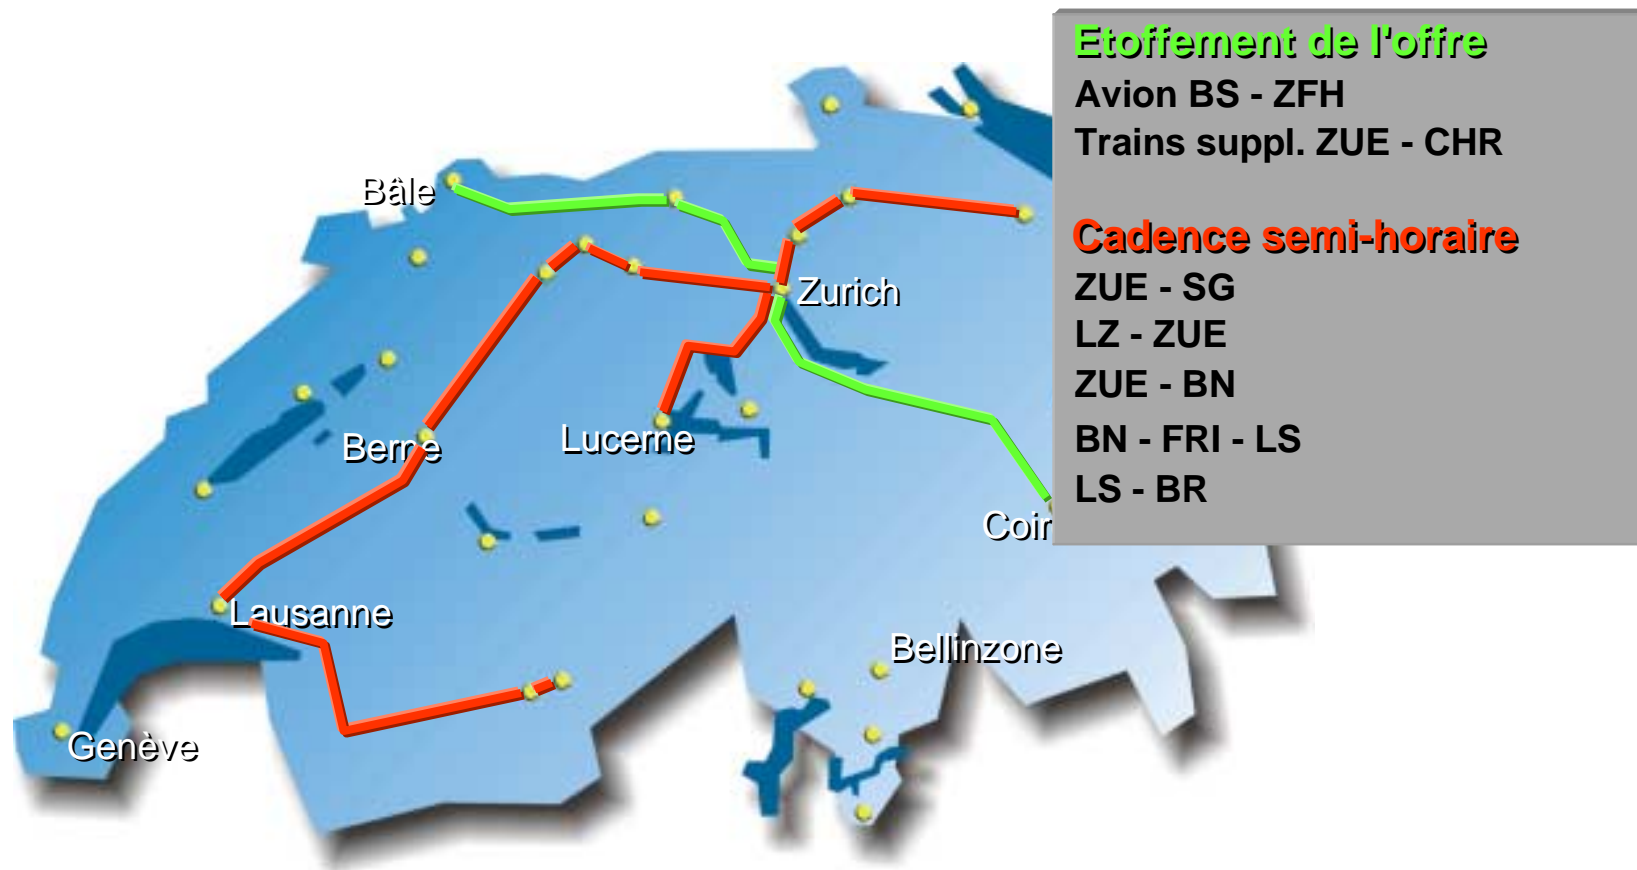 Etoffement de l'offre
Avion BS - ZFH
Trains suppl. ZUE - CHR
Cadence semi-horaire
ZUE - SG
LZ - ZUE
ZUE - BN
BN - FRI - LS
LS - BR
Bâle
Zurich
Berne
Lucerne
Coir
Lausanne
Bellinzone
Genève